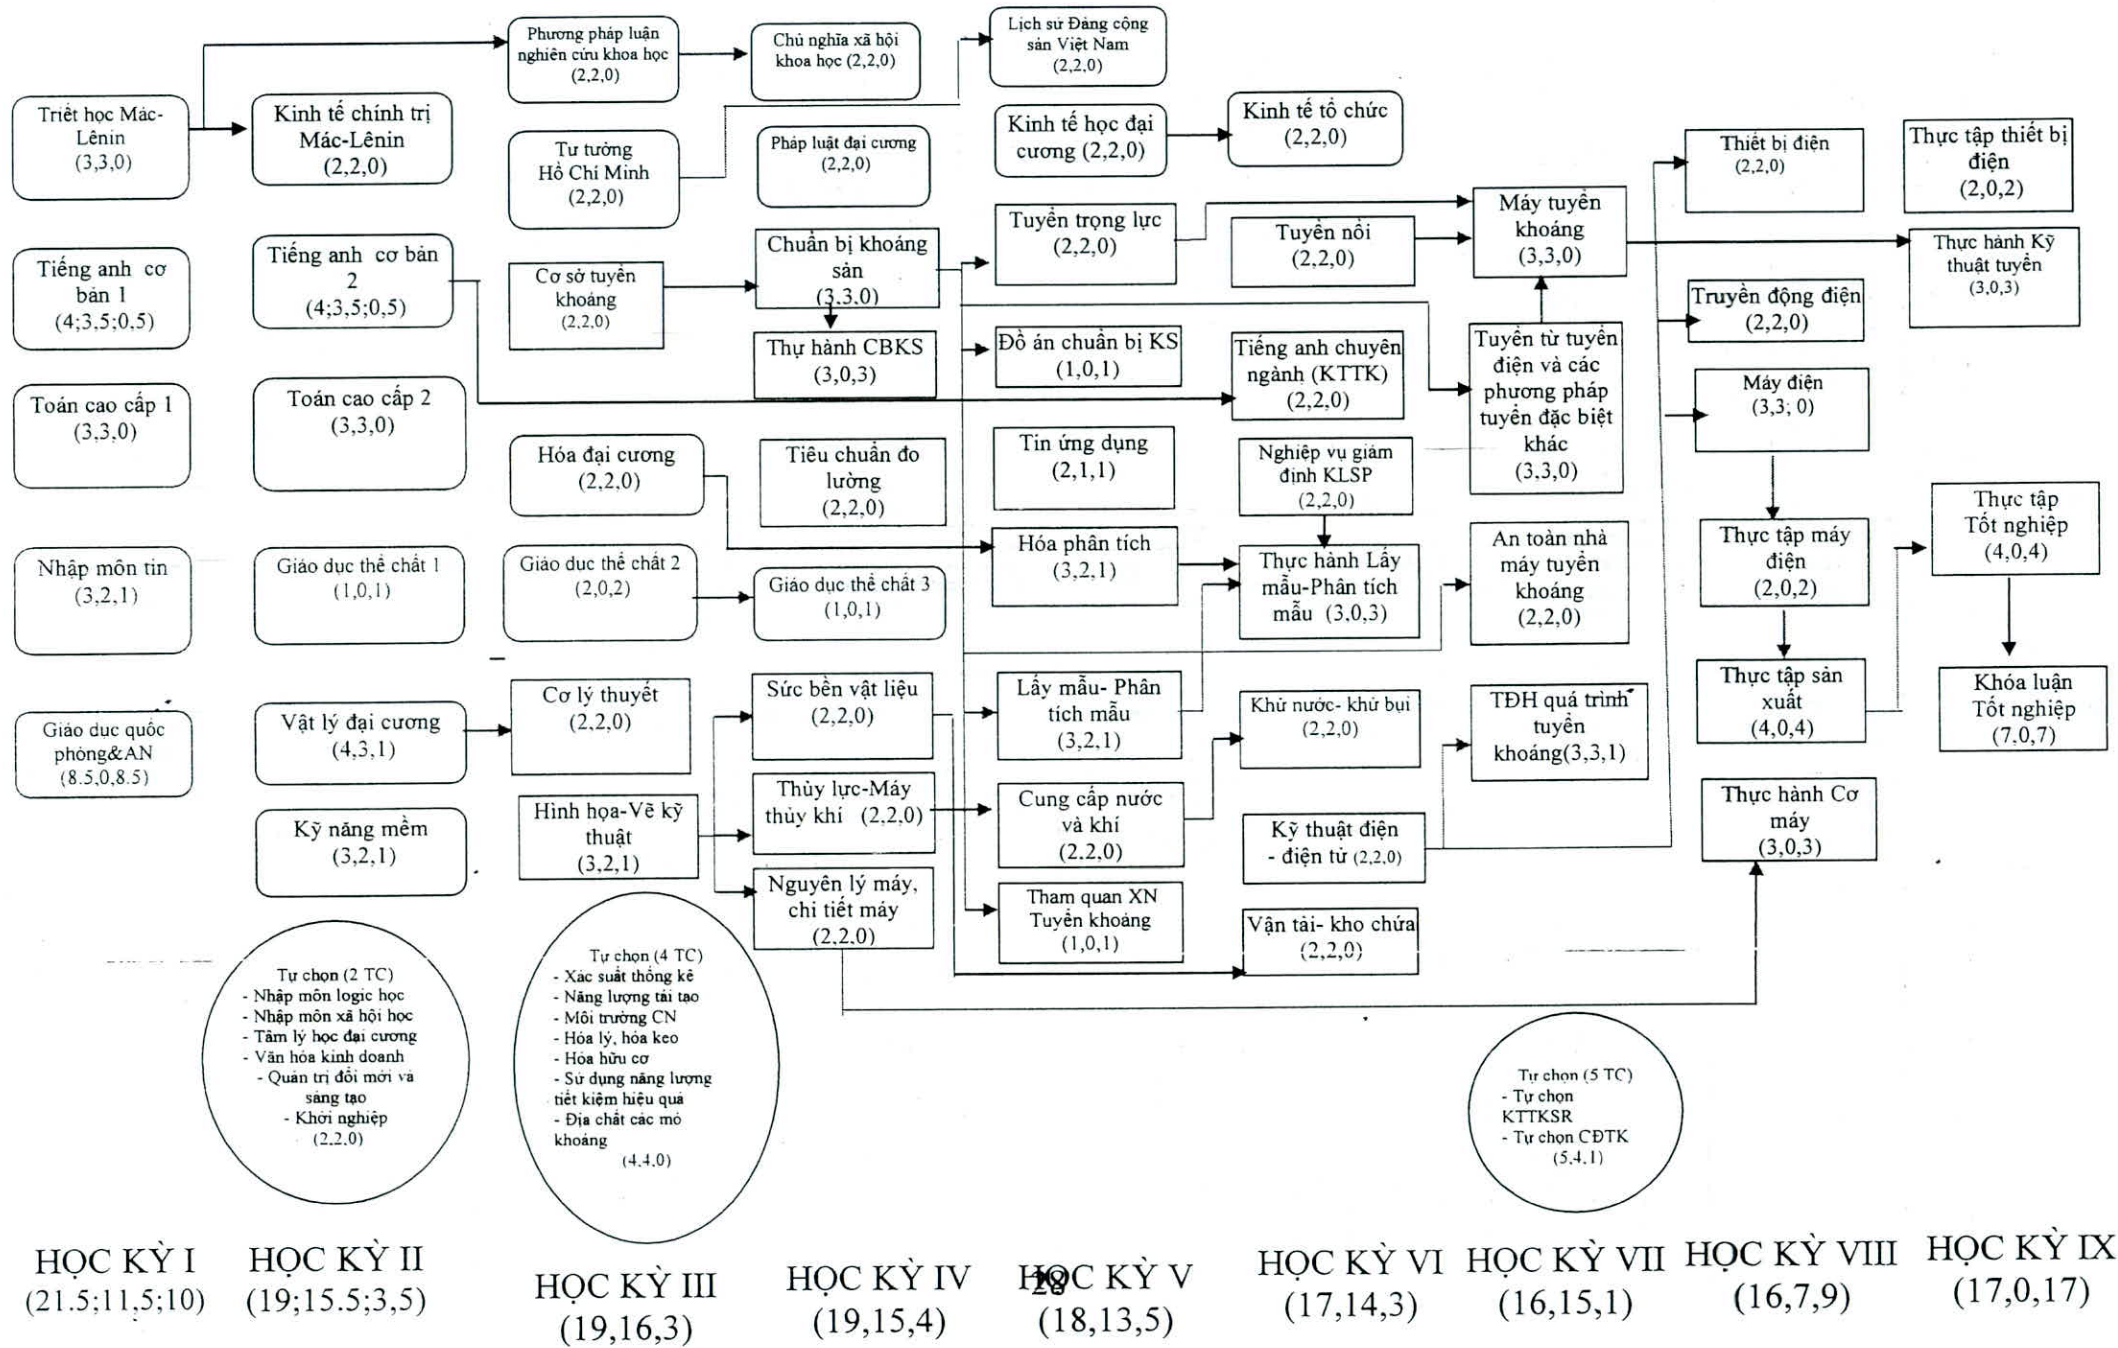 Triết học Mác-
Lênin
(3,3,0)
Tiếng anh cơ
bản 1
(4;3,5;0,5)
Toán cao cấp 1
(3,3,0)
Nhập môn tin
(3,2,1)
Giáo dục quốc
phòng&AN
(8.5,0,8.5)
HỌC KỲ I
(21.5;11,5;10)
Kinh tế chính trị
Mác-Lênin
(2,2,0)
Tiếng anh cơ bản
2
(4;3,5;0,5)
Toán cao cấp 2
(3,3,0)
Giáo dục thể chất 1
(1,0,1)
Vật lý đại cương
(4,3,1)
Kỹ năng mềm
(3,2,1)
Tự chọn (2 TC)
- Nhập môn logic học
- Nhập môn xã hội học
- Tâm lý học đại cương
- Văn hóa kinh doanh
- Quản trị đổi mới và
sáng tạo
- Khởi nghiệp
(2,2,0)
HỌC KỲ II
(19;15.5;3,5)
Phương pháp luận
nghiên cứu khoa học
(2,2,0)
Tư tưởng
Hồ Chí Minh
(2,2,0)
Cơ sở tuyển
khoáng
(2,2,0)
Hóa đại cương
(2,2,0)
Giáo dục thể chất 2
(2,0,2)
Cơ lý thuyết
(2,2,0)
Hình họa-Vẽ kỹ
thuật
(3,2,1)
Tự chọn (4 TC)
- Xác suất thống kê
- Năng lượng tái tạo
- Môi trường CN
- Hóa lý, hóa keo
- Hóa hữu cơ
- Sử dụng năng lượng
tiết kiệm hiệu quả
- Địa chất các mỏ
khoáng
(4,4,0)
HỌC KỲ III
(19,16,3)
Chủ nghĩa xã hội
khoa học (2,2,0)
Pháp luật đại cương
(2,2,0)
Chuẩn bị khoáng
sản
(3,3,0)
Thự hành CBKS
(3,0,3)
Tiêu chuẩn đo
lường
(2,2,0)
Giáo dục thể chất 3
(1,0,1)
Sức bền vật liệu
(2,2,0)
Thủy lực-Máy
thủy khí (2,2,0)
Nguyên lý máy,
chi tiết máy
(2,2,0)
HỌC KỲ IV
(19,15,4)
Lịch sử Đảng cộng
sản Việt Nam
(2,2,0)
Kinh tế học đại
cương (2,2,0)
Tuyển trọng lực
(2,2,0)
Đồ án chuẩn bị KS
(1,0,1)
Tin ứng dụng
(2,1,1)
Hóa phân tích
(3,2,1)
Lấy mẫu- Phân
tích mẫu
(3,2,1)
Cung cấp nước
và khí
(2,2,0)
Tham quan XN
Tuyển khoáng
(1,0,1)
HỌC KỲ V
28
(18,13,5)
Kinh tế tổ chức
(2,2,0)
Tuyển nổi
(2,2,0)
Tiếng anh chuyên
ngành (KTTK)
(2,2,0)
Nghiệp vụ giám
định KLSP
(2,2,0)
Thực hành Lấy
mẫu-Phân tích
mẫu (3,0,3)
Khử nước- khử bụi
(2,2,0)
Kỹ thuật điện
- điện tử (2,2,0)
Vận tải- kho chứa
(2,2,0)
HỌC KỲ VI
(17,14,3)
Máy tuyển
khoáng
(3,3,0)
Tuyển từ tuyển
điện và các
phương pháp
tuyển đặc biệt
khác
(3,3,0)
An toàn nhà
máy tuyển
khoáng
(2,2,0)
TĐH quá trình
tuyển
khoáng(3,3,1)
Tự chọn (5 TC)
- Tự chọn
KTTKSR
- Tự chọn CĐTK
(5,4,1)
HỌC KỲ VII
(16,15,1)
Thiết bị điện
(2,2,0)
Truyền động điện
(2,2,0)
Máy điện
(3,3; 0)
Thực tập máy
điện
(2,0,2)
Thực tập sản
xuất
(4,0,4)
Thực hành Cơ
máy
(3,0,3)
HỌC KỲ VIII
(16,7,9)
Thực tập thiết bị
điện
(2,0,2)
Thực hành Kỹ
thuật tuyển
(3,0,3)
Thực tập
Tốt nghiệp
(4,0,4)
Khóa luận
Tốt nghiệp
(7,0,7)
HỌC KỲ IX
(17,0,17)